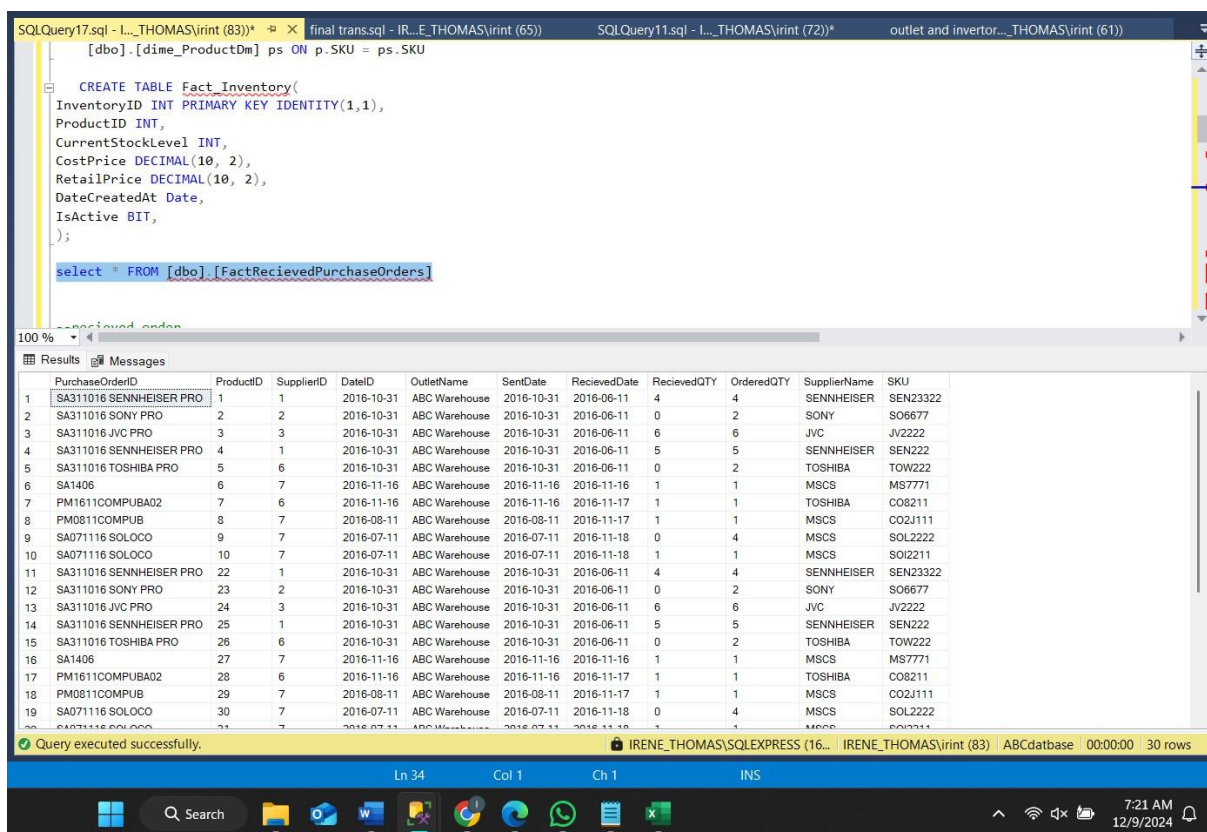 SQLQuery17.sql - I..._THOMAS\irint (83))* final trans.sql - IR...E_THOMAS\irint (65)) SQLQuery11.sql - I..._THOMAS\irint (72))* outlet and invertor..._THOMAS\irint (61))
[dbo].[dime_ProductDm] ps ON p.SKU = ps.SKU
CREATE TABLE Fact_Inventory(
InventoryID INT PRIMARY KEY IDENTITY(1,1),
ProductID INT,
CurrentStockLevel INT,
CostPrice DECIMAL(10, 2),
RetailPrice DECIMAL(10, 2),
DateCreatedAt Date,
IsActive BIT,
);
select * FROM [dbo].[FactRecievedPurchaseOrders]
100 %
Results Messages
PurchaseOrderID ProductID SupplierID DateID OutletName SentDate RecievedDate RecievedQTY OrderedQTY SupplierName SKU
1 SA311016 SENNHEISER PRO 1 1 2016-10-31 ABC Warehouse 2016-10-31 2016-06-11 4 4 SENNHEISER SEN23322
2 SA311016 SONY PRO 2 2 2016-10-31 ABC Warehouse 2016-10-31 2016-06-11 0 2 SONY SO6677
3 SA311016 JVC PRO 3 3 2016-10-31 ABC Warehouse 2016-10-31 2016-06-11 6 6 JVC JV2222
4 SA311016 SENNHEISER PRO 4 1 2016-10-31 ABC Warehouse 2016-10-31 2016-06-11 5 5 SENNHEISER SEN222
5 SA311016 TOSHIBA PRO 5 6 2016-10-31 ABC Warehouse 2016-10-31 2016-06-11 0 2 TOSHIBA TOW222
6 SA1406 6 7 2016-11-16 ABC Warehouse 2016-11-16 2016-11-16 1 1 MSCS MS7771
7 PM1611COMPUBA02 7 6 2016-11-16 ABC Warehouse 2016-11-16 2016-11-17 1 1 TOSHIBA CO8211
8 PM0811COMPUB 8 7 2016-08-11 ABC Warehouse 2016-08-11 2016-11-17 1 1 MSCS CO2J111
9 SA071116 SOLOCO 9 7 2016-07-11 ABC Warehouse 2016-07-11 2016-11-18 0 4 MSCS SOL2222
10 SA071116 SOLOCO 10 7 2016-07-11 ABC Warehouse 2016-07-11 2016-11-18 1 1 MSCS SOI2211
11 SA311016 SENNHEISER PRO 22 1 2016-10-31 ABC Warehouse 2016-10-31 2016-06-11 4 4 SENNHEISER SEN23322
12 SA311016 SONY PRO 23 2 2016-10-31 ABC Warehouse 2016-10-31 2016-06-11 0 2 SONY SO6677
13 SA311016 JVC PRO 24 3 2016-10-31 ABC Warehouse 2016-10-31 2016-06-11 6 6 JVC JV2222
14 SA311016 SENNHEISER PRO 25 1 2016-10-31 ABC Warehouse 2016-10-31 2016-06-11 5 5 SENNHEISER SEN222
15 SA311016 TOSHIBA PRO 26 6 2016-10-31 ABC Warehouse 2016-10-31 2016-06-11 0 2 TOSHIBA TOW222
16 SA1406 27 7 2016-11-16 ABC Warehouse 2016-11-16 2016-11-16 1 1 MSCS MS7771
17 PM1611COMPUBA02 28 6 2016-11-16 ABC Warehouse 2016-11-16 2016-11-17 1 1 TOSHIBA CO8211
18 PM0811COMPUB 29 7 2016-08-11 ABC Warehouse 2016-08-11 2016-11-17 1 1 MSCS CO2J111
19 SA071116 SOLOCO 30 7 2016-07-11 ABC Warehouse 2016-07-11 2016-11-18 0 4 MSCS SOL2222
Query executed successfully. IRENE_THOMAS\SQLEXPRESS (16... IRENE_THOMAS\irint (83) ABCdatbase 00:00:00 30 rows
Ln 34 Col 1 Ch 1 INS
Search 7:21 AM
12/9/2024